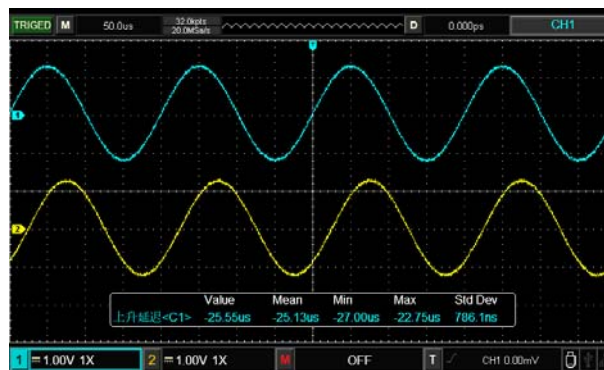 TRIGED M 50.0us 32.0kpts 20.0MSa/s D 0.000ps CH1
T
1
2
Value Mean Min Max Std Dev
上升延迟<C1> -25.55us -25.13us -27.00us -22.75us 786.1ns
1 1.00V 1X 2 1.00V 1X M OFF T CH1 0.00mV